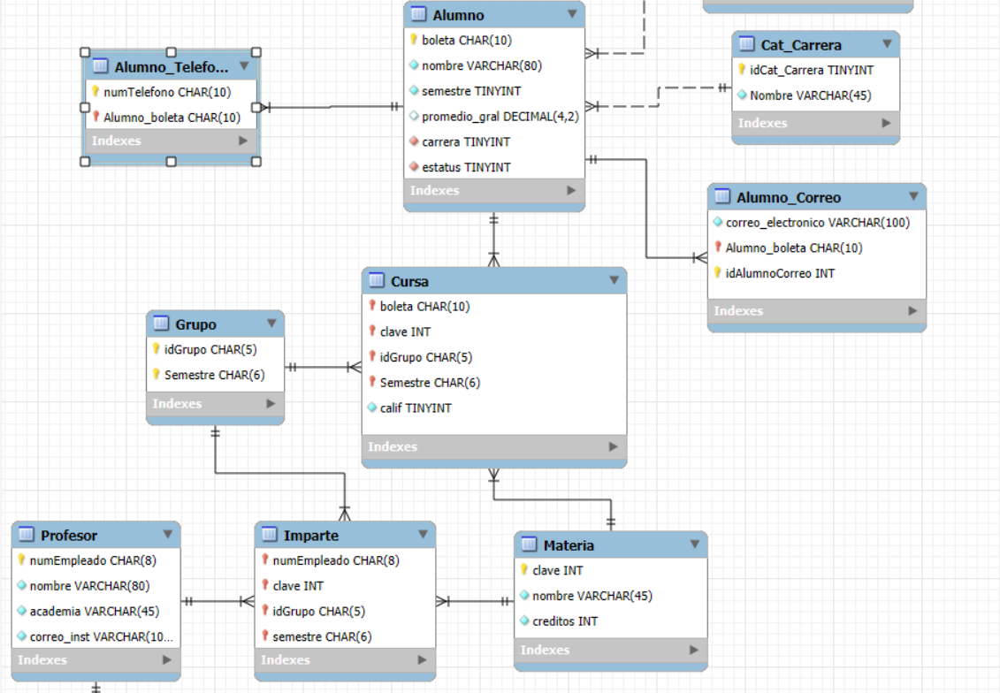 Alumno
boleta CHAR(10)
nombre VARCHAR(80)
semestre TINYINT
promedio_gral DECIMAL(4,2)
carrera TINYINT
estatus TINYINT
Indexes
Cat_Carrera
idCat_Carrera TINYINT
Nombre VARCHAR(45)
Indexes
Alumno_Telefo...
numTelefono CHAR(10)
Alumno_boleta CHAR(10)
Indexes
Alumno_Correo
correo_electronico VARCHAR(100)
Alumno_boleta CHAR(10)
idAlumnoCorreo INT
Indexes
Cursa
boleta CHAR(10)
clave INT
idGrupo CHAR(5)
Semestre CHAR(6)
calif TINYINT
Indexes
Grupo
idGrupo CHAR(5)
Semestre CHAR(6)
Indexes
Profesor
numEmpleado CHAR(8)
nombre VARCHAR(80)
academia VARCHAR(45)
correo_inst VARCHAR(10...
Indexes
Imparte
numEmpleado CHAR(8)
clave INT
idGrupo CHAR(5)
semestre CHAR(6)
Indexes
Materia
clave INT
nombre VARCHAR(45)
creditos INT
Indexes